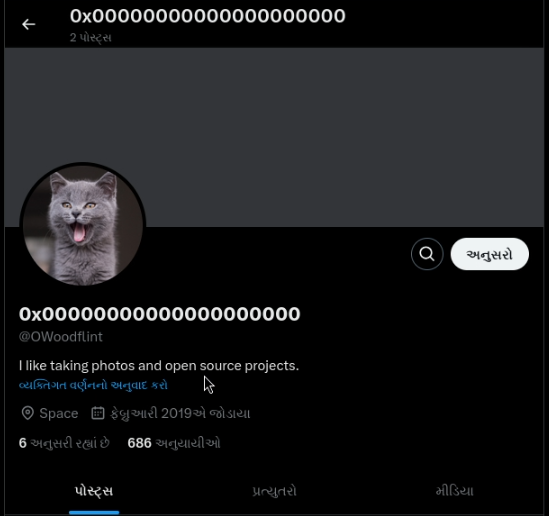 0x00000000000000000000
2 પોસ્ટ્સ
અનુસરો
0x00000000000000000000
@OWoodflint
I like taking photos and open source projects.
વ્યક્તિગત વર્ણનનો અનુવાદ કરો
Space ફેબ્રુઆરી 2019એ જોડાયા
6 અનુસરી રહ્યાં છે 686 અનુયાયીઓ
પોસ્ટ્સ પ્રત્યુતરો મીડિયા